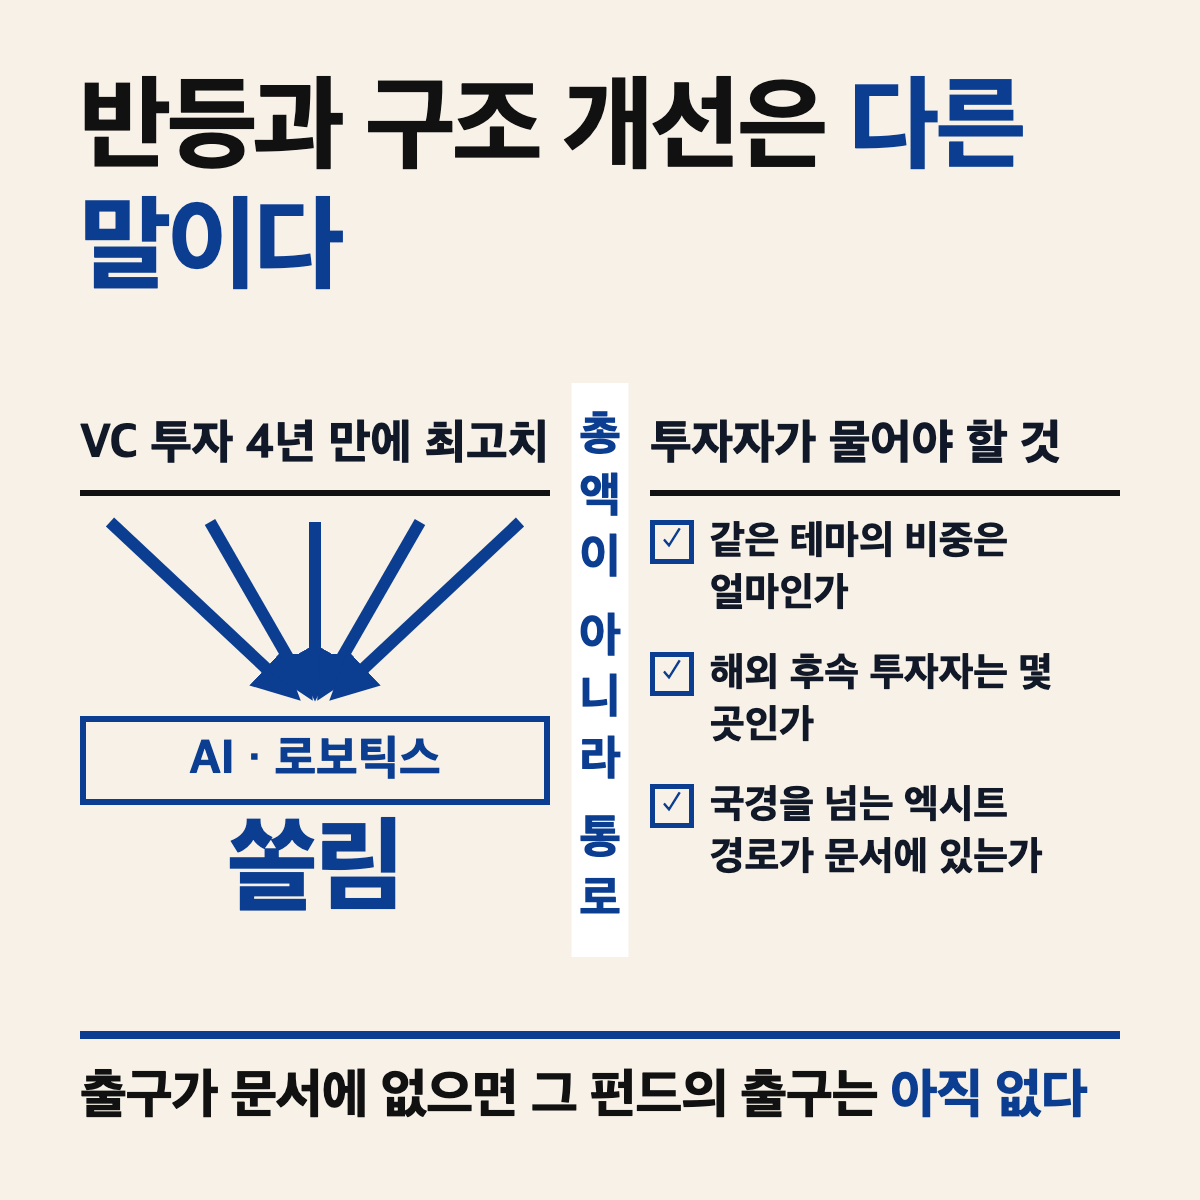 반등과 구조 개선은 다른
말이다
VC 투자 4년 만에 최고치
AI · 로보틱스
쏠림
총액이 아니라 통로
투자자가 물어야 할 것
같은 테마의 비중은
얼마인가
해외 후속 투자자는 몇
곳인가
국경을 넘는 엑시트
경로가 문서에 있는가
출구가 문서에 없으면 그 펀드의 출구는 아직 없다